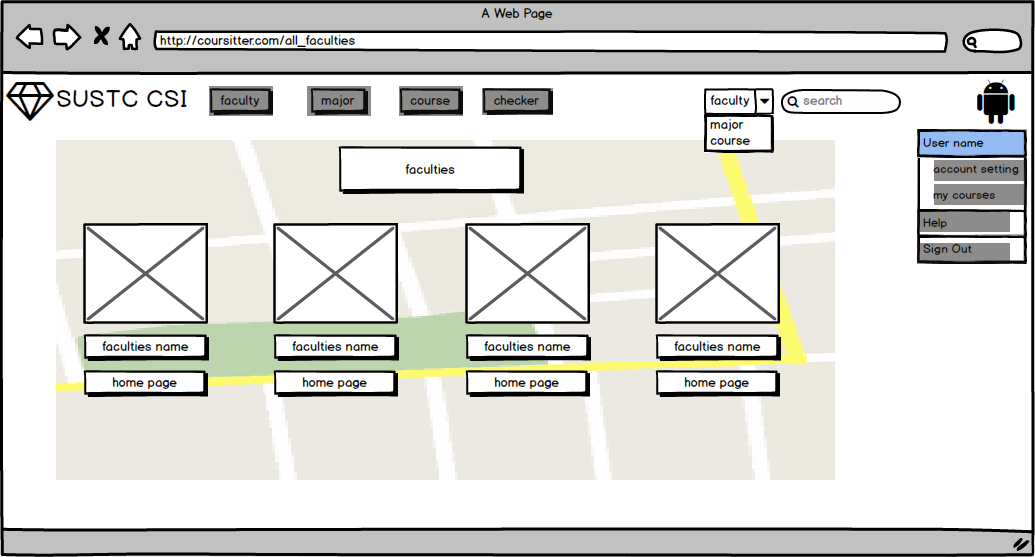 A Web Page
http://coursitter.com/all_faculties
SUSTC CSI
faculty
major
course
checker
faculty
search
major
course
User name
account setting
my courses
Help
Sign Out
faculties
faculties name
faculties name
faculties name
faculties name
home page
home page
home page
home page